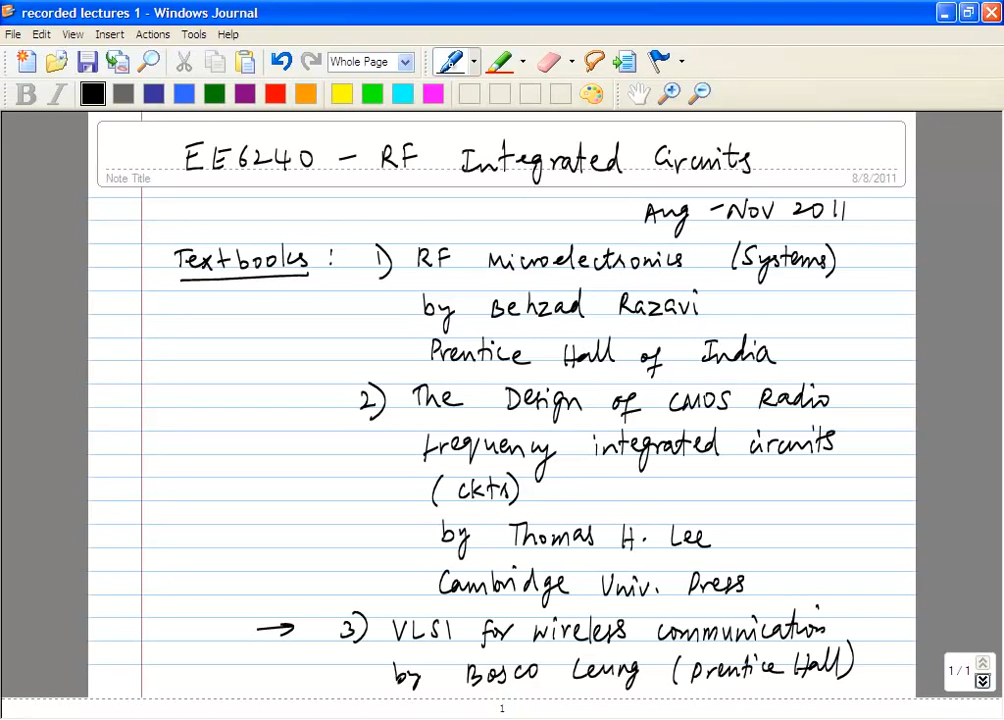 recorded lectures 1 - Windows Journal
File Edit View Insert Actions Tools Help
Whole Page
B I
EE6240 - RF Integrated Circuits
Note Title
8/8/2011
Aug - Nov 2011
Textbooks : 1) RF Microelectronics (Systems)
by Behzad Razavi
Prentice Hall of India
2) The Design of CMOS Radio
frequency integrated circuits
(ckts)
by Thomas H. Lee
Cambridge Univ. Press
→ 3) VLSI for wireless communication
by Bosco Leung (Prentice Hall)
1/1
1